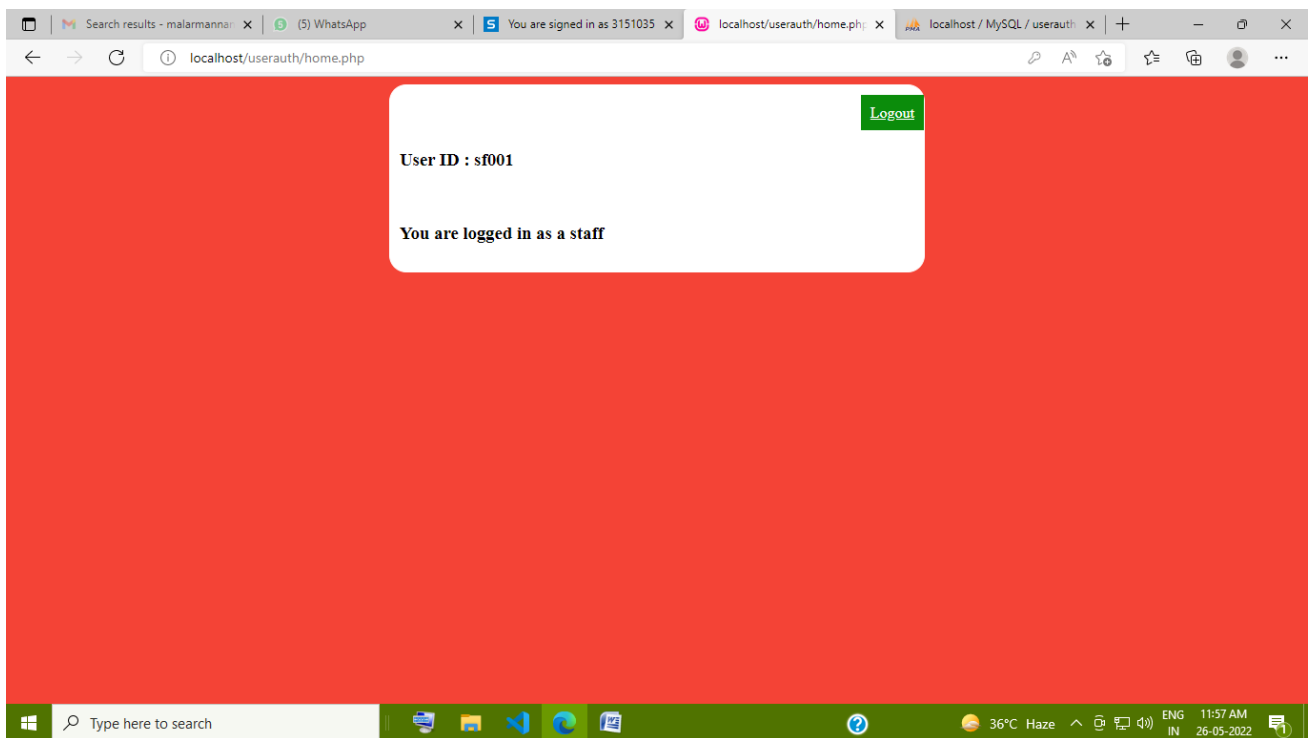 Search results - malarmannan
(5) WhatsApp
You are signed in as 3151035
localhost/userauth/home.php
localhost / MySQL / userauth
localhost/userauth/home.php
Logout
User ID : sf001
You are logged in as a staff
Type here to search
36°C Haze
ENG
IN
11:57 AM
26-05-2022